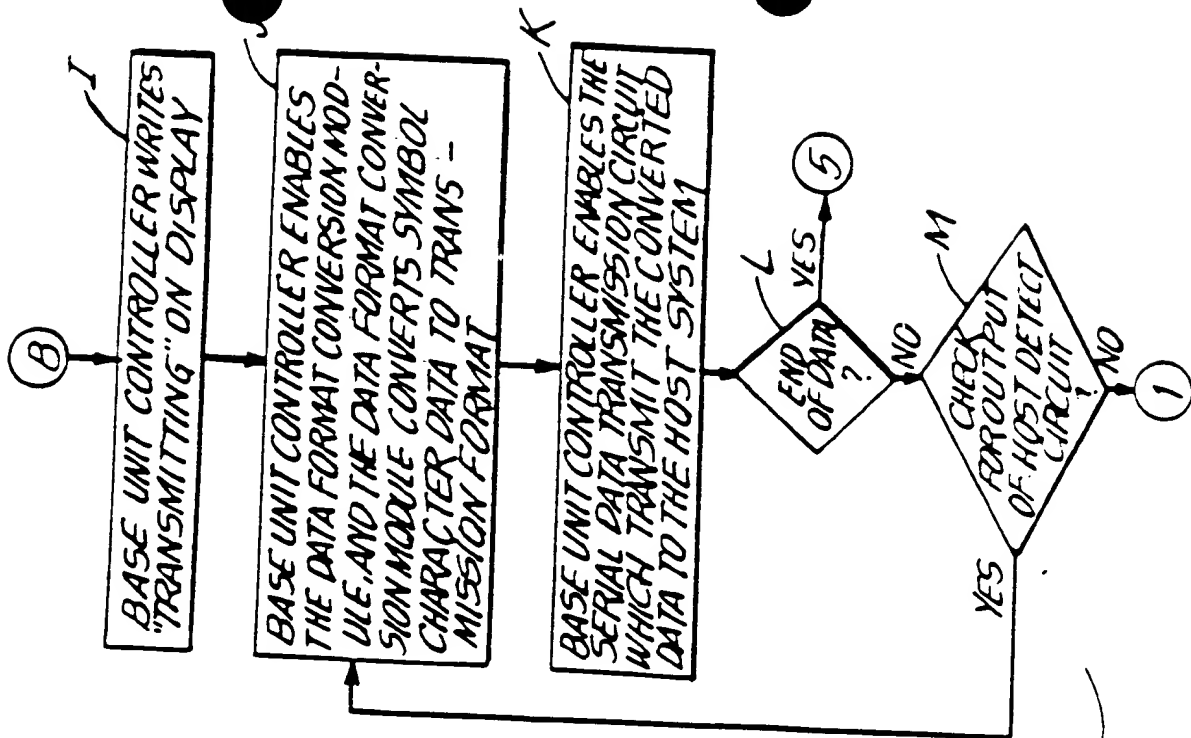 B
I
BASE UNIT CONTROLLER WRITES
"TRANSMITTING" ON DISPLAY
BASE UNIT CONTROLLER ENABLES
THE DATA FORMAT CONVERSION MOD-
ULE, AND THE DATA FORMAT CONVER-
SION MODULE CONVERTS SYMBOL
CHARACTER DATA TO TRANS-
MISSION FORMAT
K
BASE UNIT CONTROLLER ENABLES THE
SERIAL DATA TRANSMISSION CIRCUIT
WHICH TRANSMIT THE CONVERTED
DATA TO THE HOST SYSTEM
L
END
OF DATA
?
YES
5
NO
M
CHECK
FOR OUTPUT
OF HOST DETECT
CIRCUIT
?
YES
NO
1